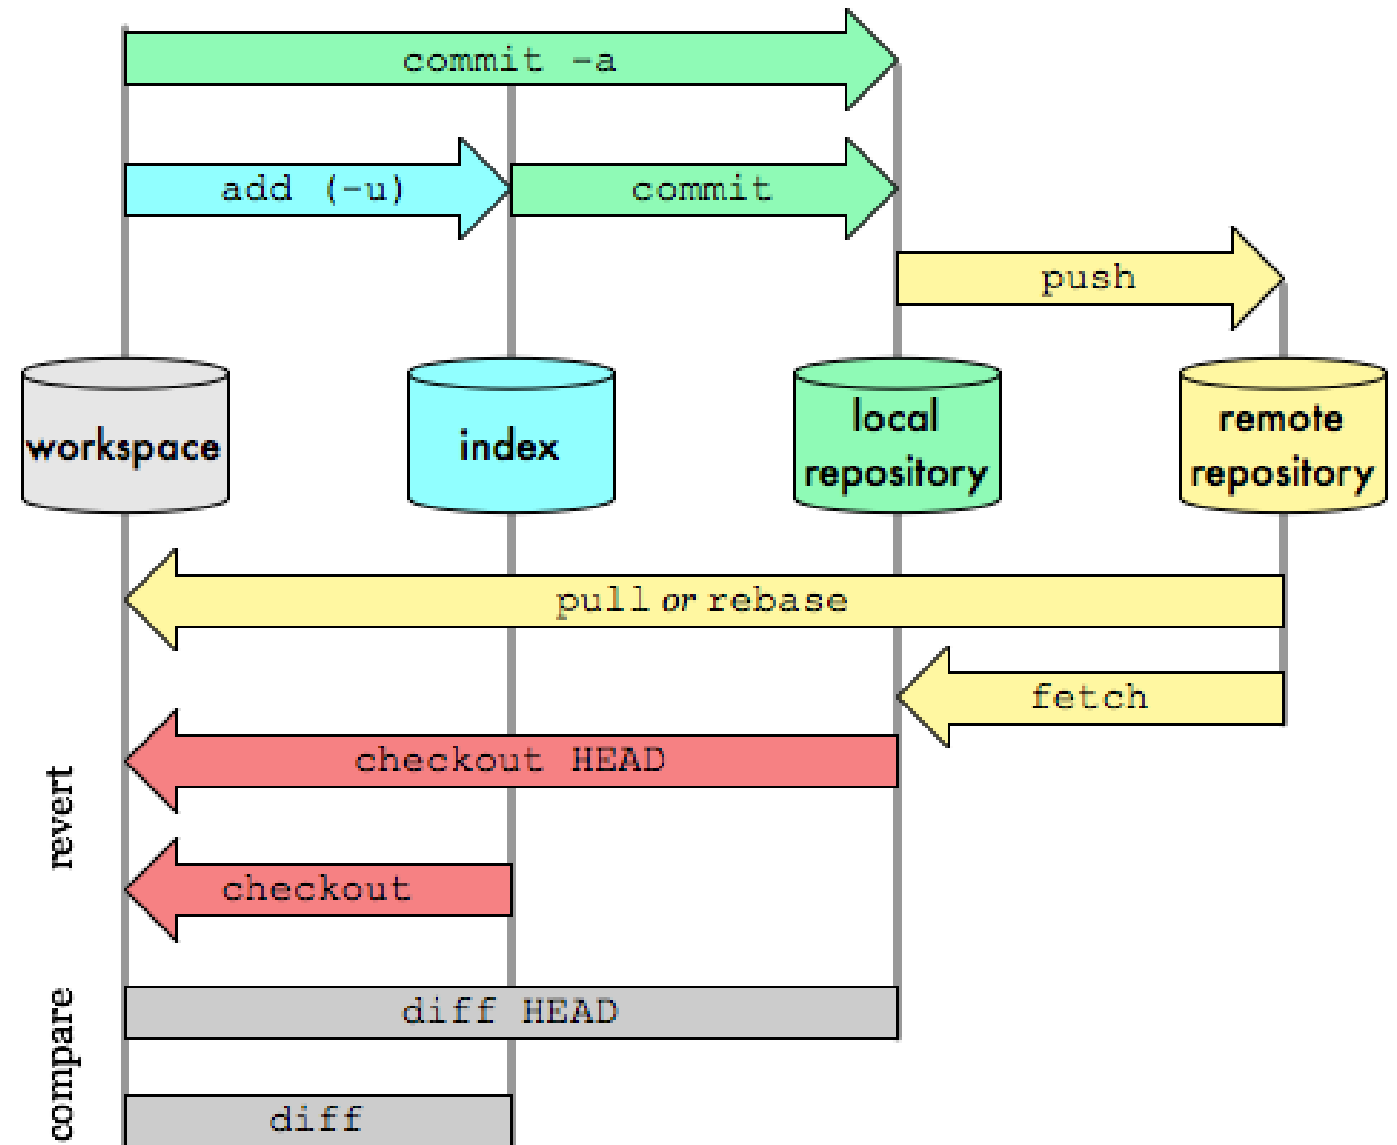 commit -a
add (-u)
commit
push
workspace
index
local
repository
remote
repository
pull or rebase
fetch
revert
checkout HEAD
checkout
compare
diff HEAD
diff